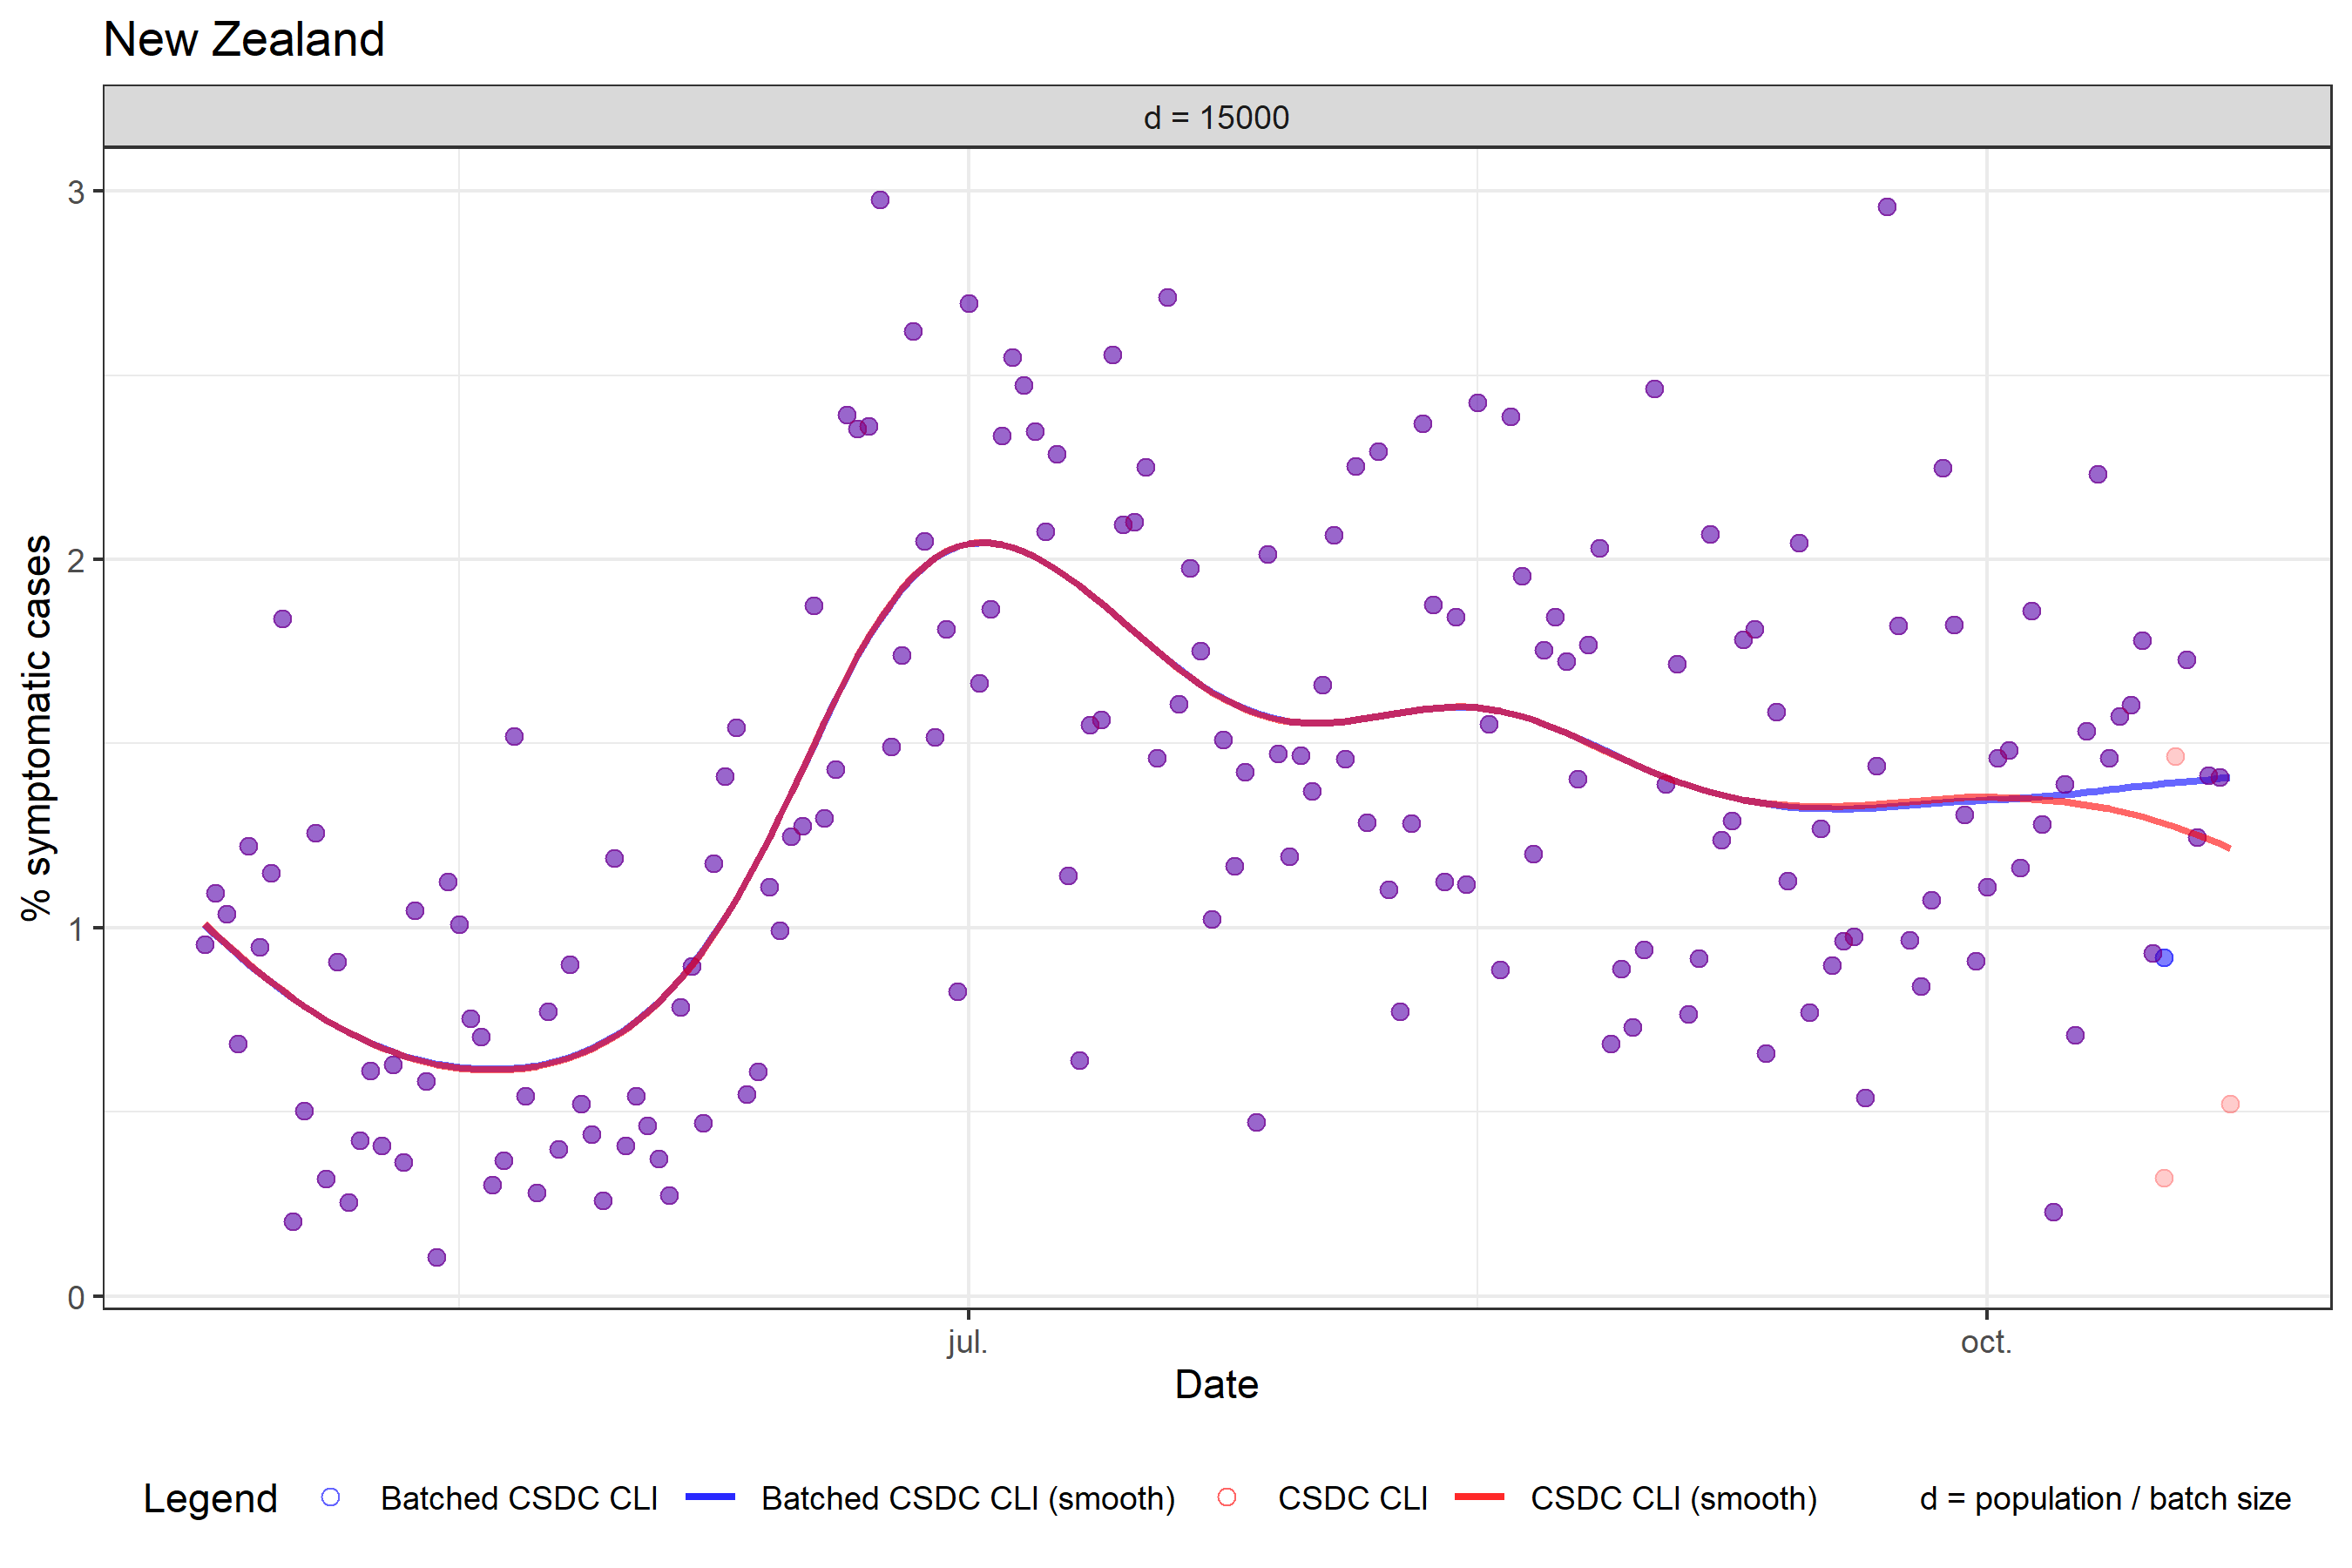 New Zealand
d = 15000
% symptomatic cases
3
2
1
0
jul.
oct.
Date
Legend
Batched CSDC CLI
Batched CSDC CLI (smooth)
CSDC CLI
CSDC CLI (smooth)
d = population / batch size